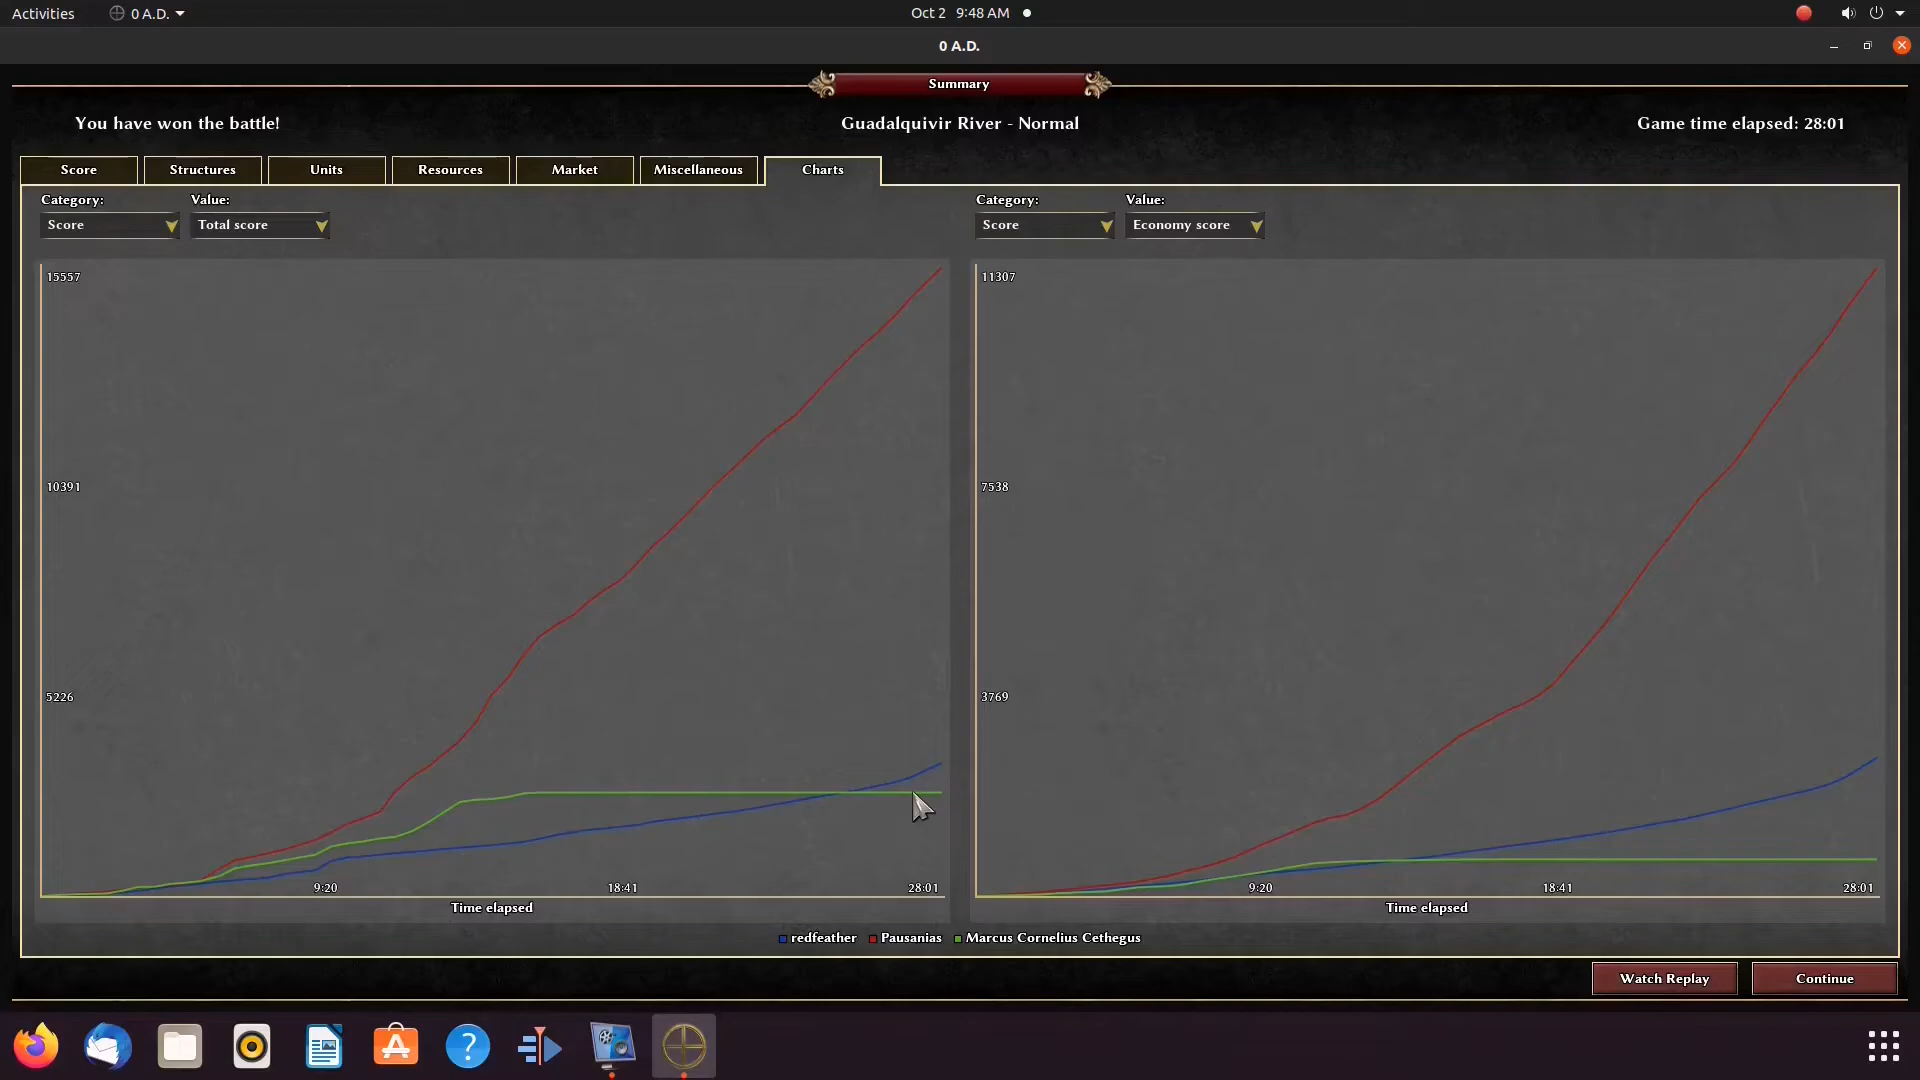 Activities 0 A.D. Oct 2 9:48 AM
0 A.D.
Summary
You have won the battle! Guadalquivir River - Normal Game time elapsed: 28:01
Score Structures Units Resources Market Miscellaneous Charts
Category: Value: Category: Value:
Score Total score Score Economy score
15557 11307
10391 7538
5226 3769
9:20 18:41 28:01 9:20 18:41 28:01
Time elapsed Time elapsed
redfeather Pausanias Marcus Cornelius Cethegus
Watch Replay Continue